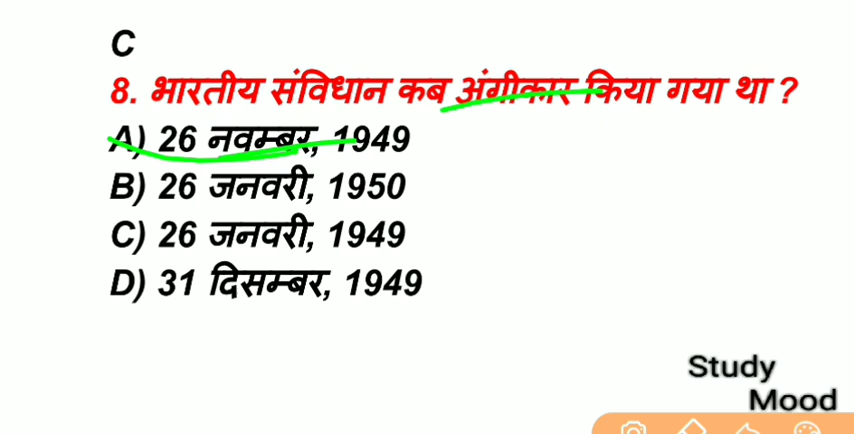 C
8. भारतीय संविधान कब अंगीकार किया गया था ?
A) 26 नवम्बर, 1949
B) 26 जनवरी, 1950
C) 26 जनवरी, 1949
D) 31 दिसम्बर, 1949
Study
Mood